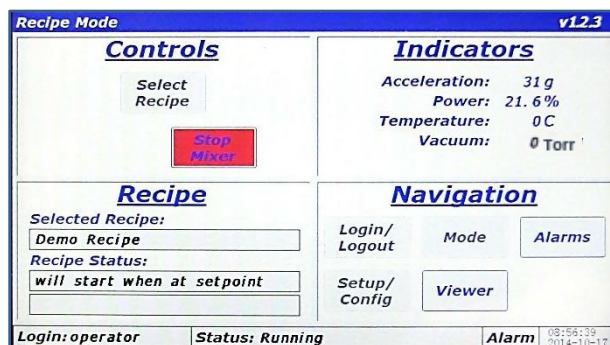 Recipe Mode v1.2.3
Controls
Select
Recipe
Stop
Mixer
Indicators
Acceleration: 31 g
Power: 21.6%
Temperature: 0 C
Vacuum: 0 Torr
Recipe
Selected Recipe:
Demo Recipe
Recipe Status:
will start when at setpoint
Navigation
Login/
Logout
Mode
Alarms
Setup/
Config
Viewer
Login: operator
Status: Running
Alarm
08:56:39
2014-10-17